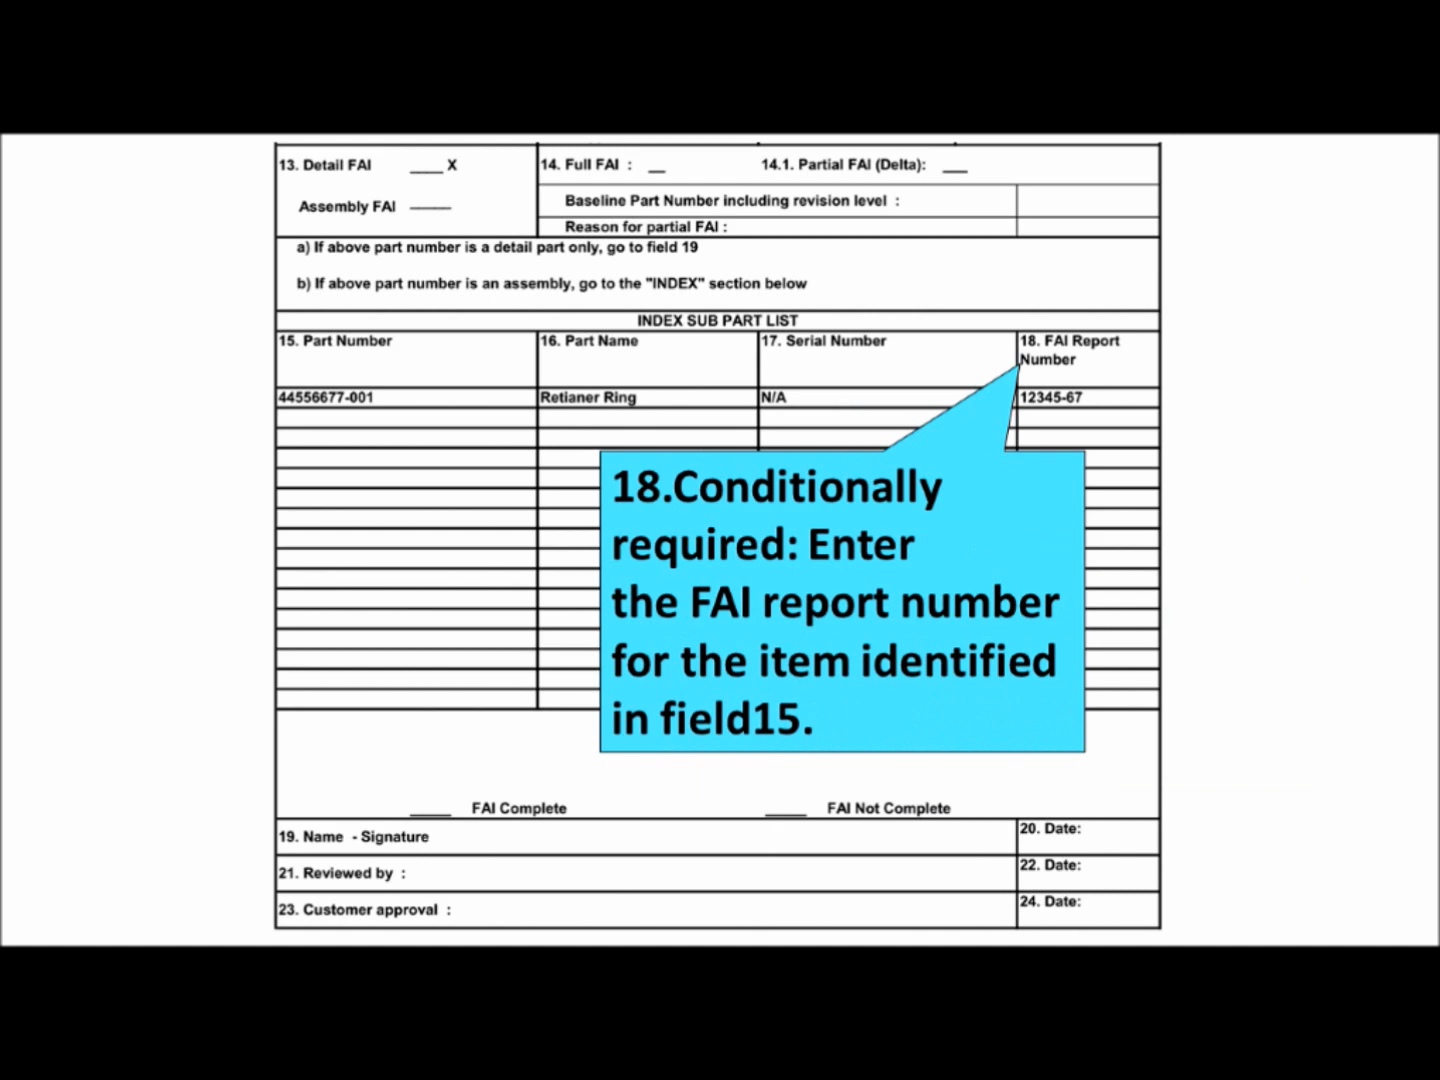 13. Detail FAI ____ X
14. Full FAI : __
14.1. Partial FAI (Delta): ___
Assembly FAI ____
Baseline Part Number including revision level :
Reason for partial FAI :
a) If above part number is a detail part only, go to field 19
b) If above part number is an assembly, go to the "INDEX" section below
INDEX SUB PART LIST
15. Part Number
16. Part Name
17. Serial Number
18. FAI Report
Number
44556677-001
Retianer Ring
N/A
12345-67
18.Conditionally
required: Enter
the FAI report number
for the item identified
in field15.
_____ FAI Complete
_____ FAI Not Complete
19. Name - Signature
20. Date:
21. Reviewed by :
22. Date:
23. Customer approval :
24. Date: